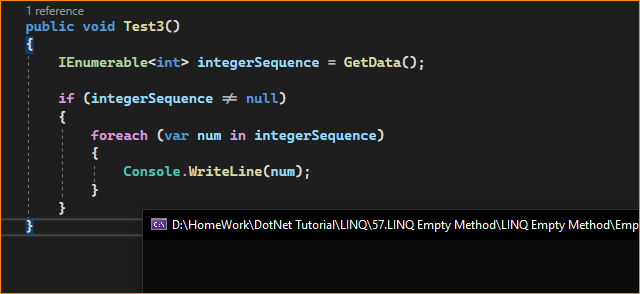 1 reference
public void Test3()
{
IEnumerable<int> integerSequence = GetData();
if (integerSequence ≠ null)
{
foreach (var num in integerSequence)
{
Console.WriteLine(num);
}
}
}
D:\HomeWork\DotNet Tutorial\LINQ\57.LINQ Empty Method\LINQ Empty Method\Emp